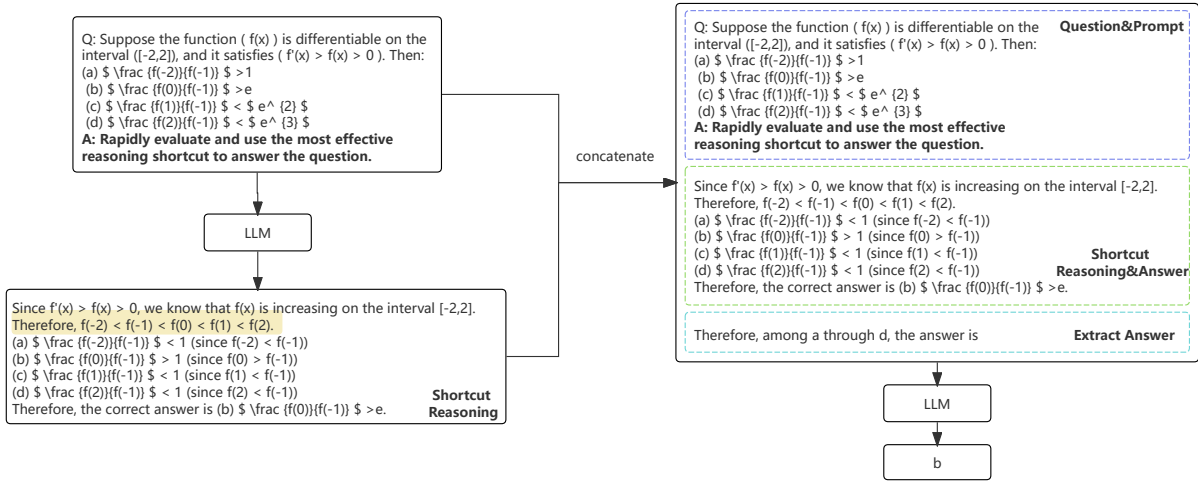 Q: Suppose the function ( f(x) ) is differentiable on the
interval ([-2,2]), and it satisfies ( f'(x) > f(x) > 0 ). Then:
(a) $ \frac {f(-2)}{f(-1)} $ >1
(b) $ \frac {f(0)}{f(-1)} $ >e
(c) $ \frac {f(1)}{f(-1)} $ < $ e^ {2} $
(d) $ \frac {f(2)}{f(-1)} $ < $ e^ {3} $
A: Rapidly evaluate and use the most effective
reasoning shortcut to answer the question.
LLM
Since f'(x) > f(x) > 0, we know that f(x) is increasing on the interval [-2,2].
Therefore, f(-2) < f(-1) < f(0) < f(1) < f(2).
(a) $ \frac {f(-2)}{f(-1)} $ < 1 (since f(-2) < f(-1))
(b) $ \frac {f(0)}{f(-1)} $ > 1 (since f(0) > f(-1))
(c) $ \frac {f(1)}{f(-1)} $ < 1 (since f(1) < f(-1))
(d) $ \frac {f(2)}{f(-1)} $ < 1 (since f(2) < f(-1))
Therefore, the correct answer is (b) $ \frac {f(0)}{f(-1)} $ >e.
Shortcut
Reasoning
concatenate
Q: Suppose the function ( f(x) ) is differentiable on the
interval ([-2,2]), and it satisfies ( f'(x) > f(x) > 0 ). Then:
(a) $ \frac {f(-2)}{f(-1)} $ >1
(b) $ \frac {f(0)}{f(-1)} $ >e
(c) $ \frac {f(1)}{f(-1)} $ < $ e^ {2} $
(d) $ \frac {f(2)}{f(-1)} $ < $ e^ {3} $
A: Rapidly evaluate and use the most effective
reasoning shortcut to answer the question.
Question&Prompt
Since f'(x) > f(x) > 0, we know that f(x) is increasing on the interval [-2,2].
Therefore, f(-2) < f(-1) < f(0) < f(1) < f(2).
(a) $ \frac {f(-2)}{f(-1)} $ < 1 (since f(-2) < f(-1))
(b) $ \frac {f(0)}{f(-1)} $ > 1 (since f(0) > f(-1))
(c) $ \frac {f(1)}{f(-1)} $ < 1 (since f(1) < f(-1))
(d) $ \frac {f(2)}{f(-1)} $ < 1 (since f(2) < f(-1))
Therefore, the correct answer is (b) $ \frac {f(0)}{f(-1)} $ >e.
Shortcut
Reasoning&Answer
Therefore, among a through d, the answer is
Extract Answer
LLM
b